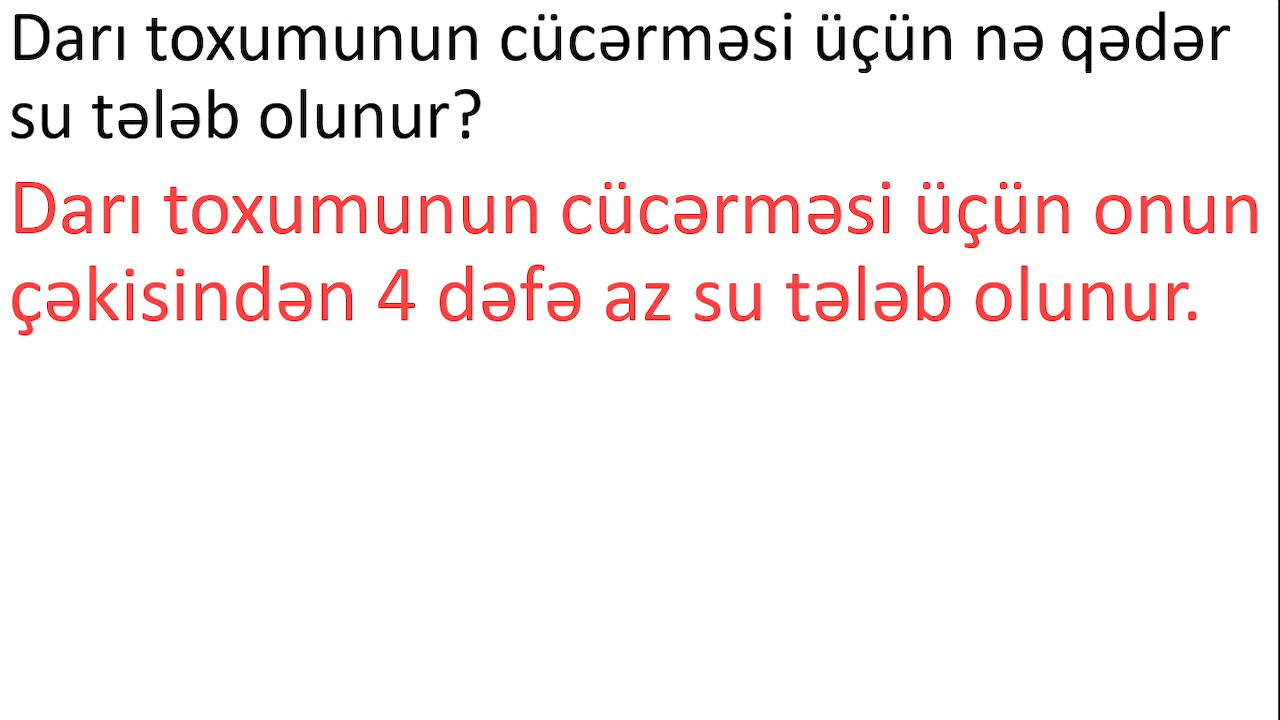 Darı toxumunun cücərməsi üçün nə qədər
su tələb olunur?
Darı toxumunun cücərməsi üçün onun
çəkisindən 4 dəfə az su tələb olunur.